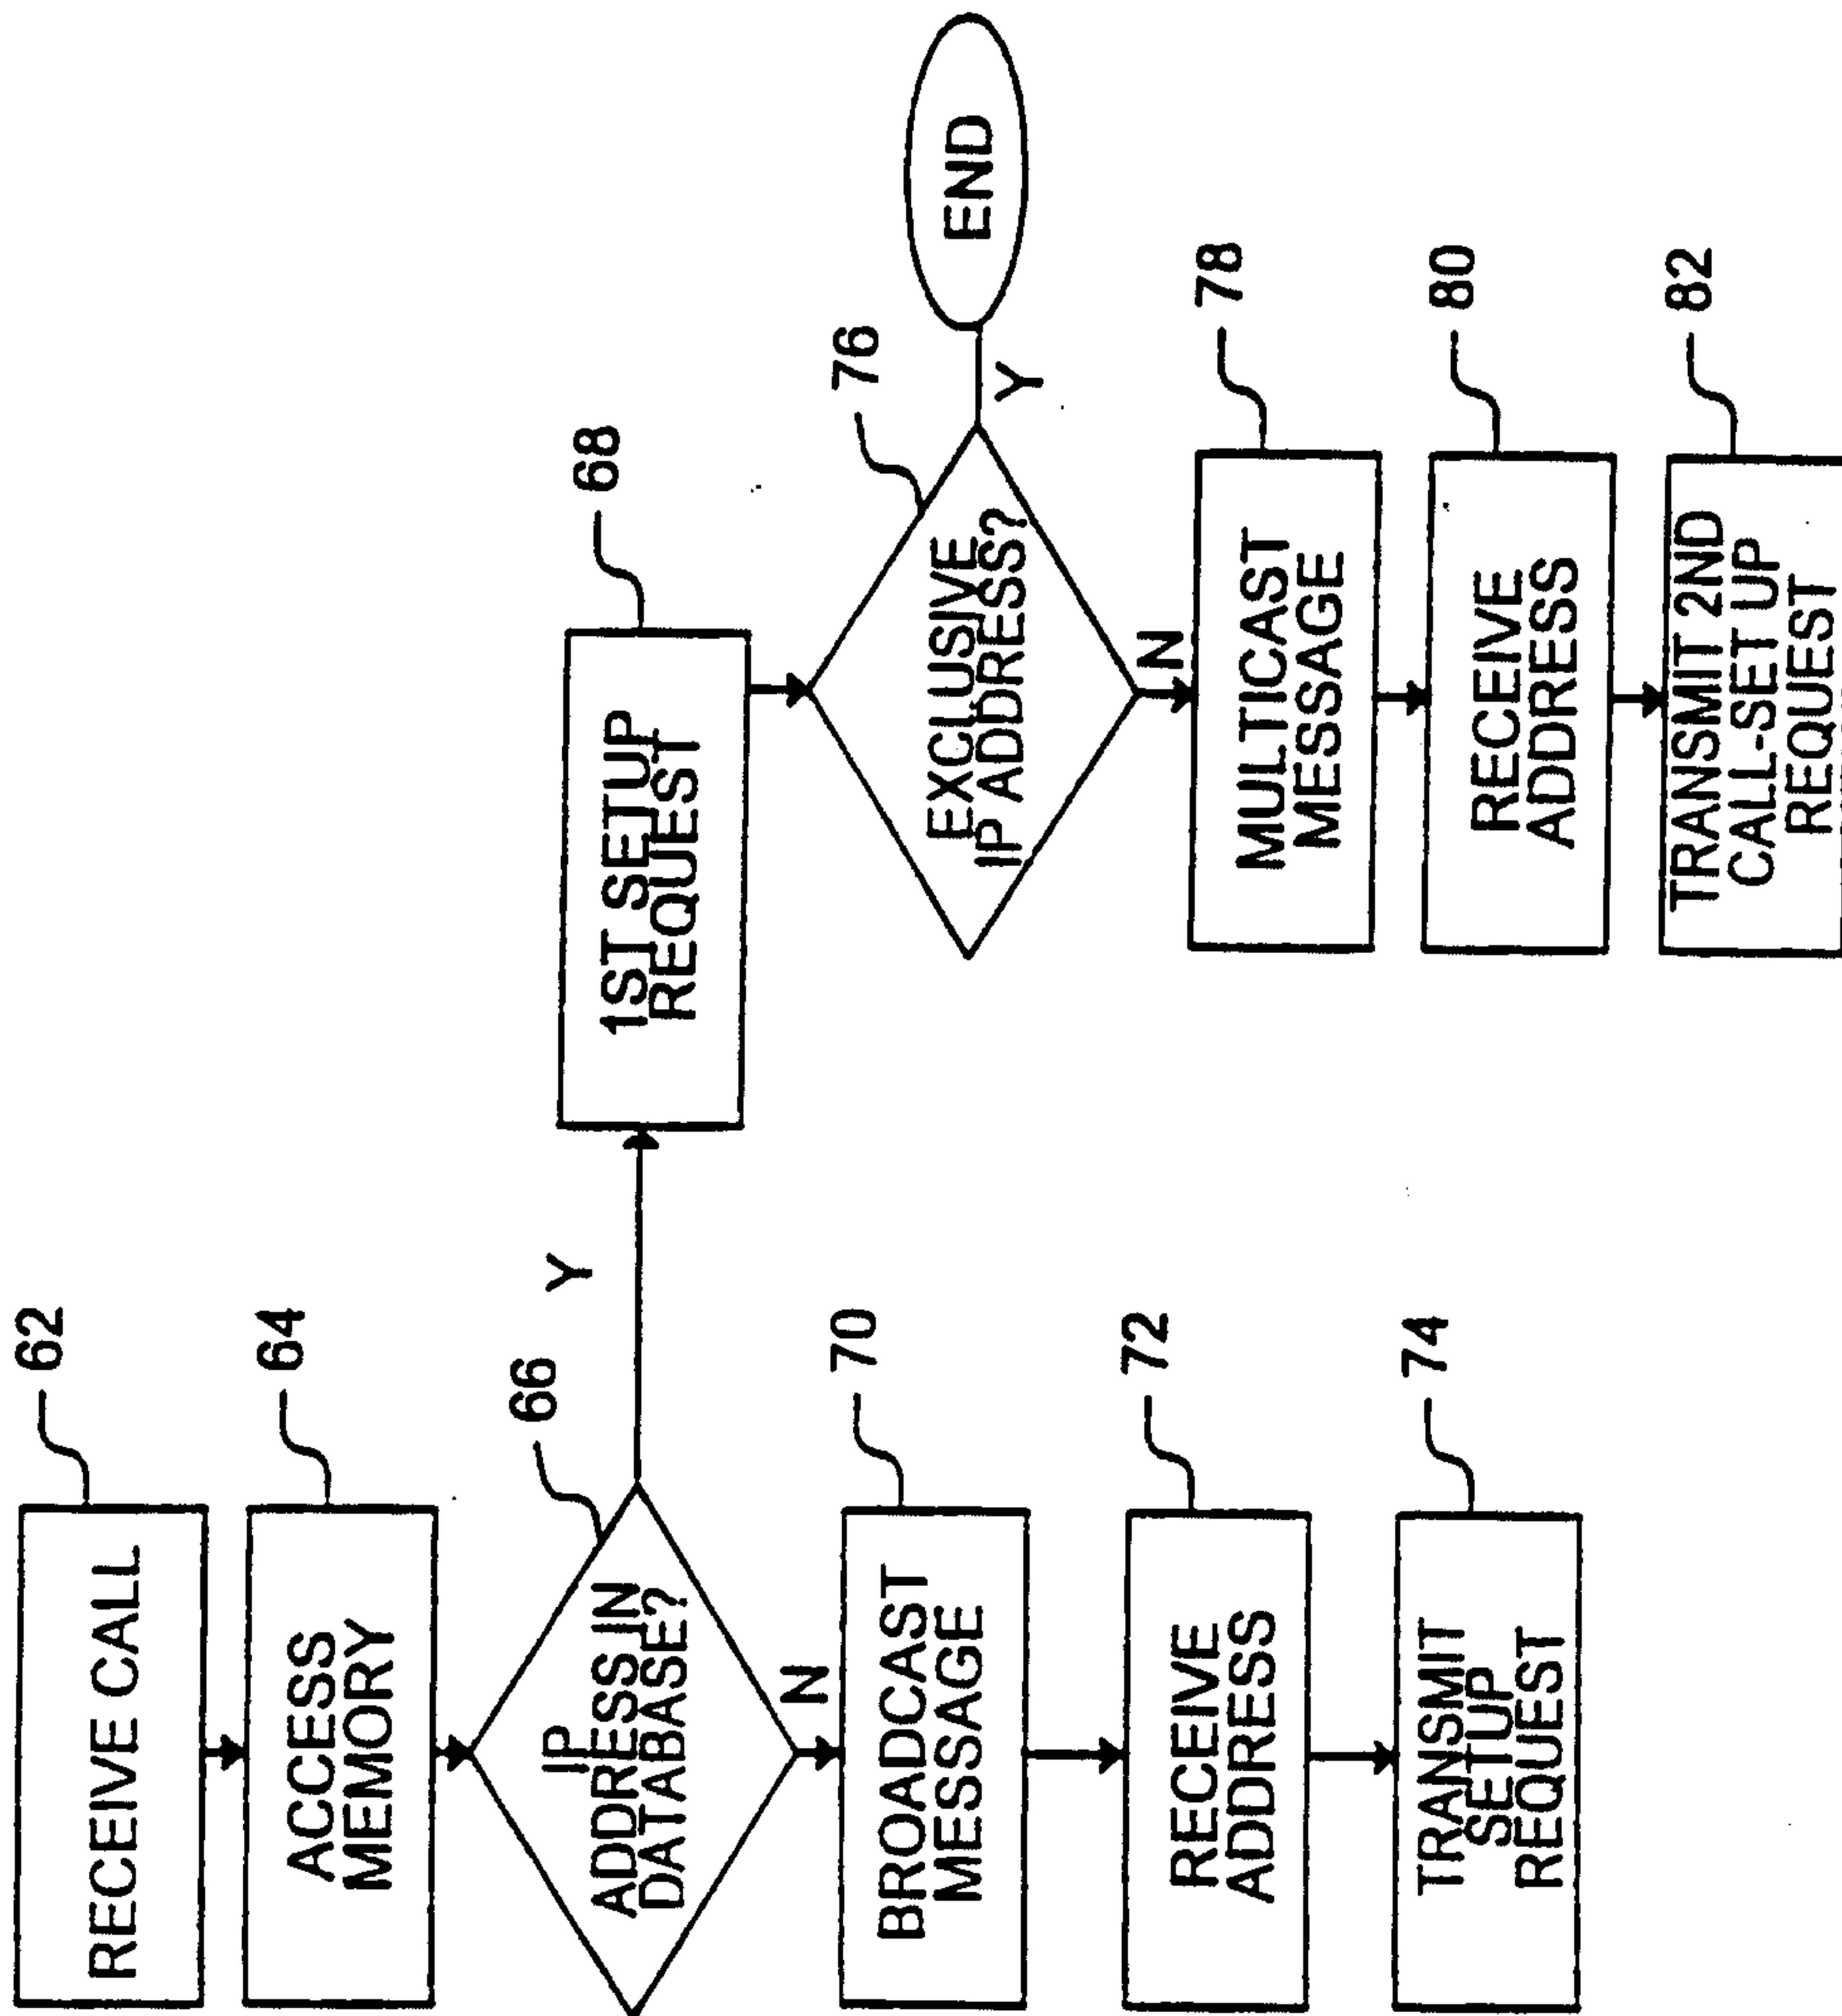 62
RECEIVE CALL
64
ACCESS
MEMORY
66
IP
ADDRESS IN
DATABASE?
Y
N
70
BROADCAST
MESSAGE
72
RECEIVE
ADDRESS
74
TRANSMIT
SETUP
REQUEST
68
1ST SETUP
REQUEST
76
EXCLUSIVE
IP ADDRESS?
Y
END
N
78
MULTICAST
MESSAGE
80
RECEIVE
ADDRESS
82
TRANSMIT 2ND
CALL-SET UP
REQUEST